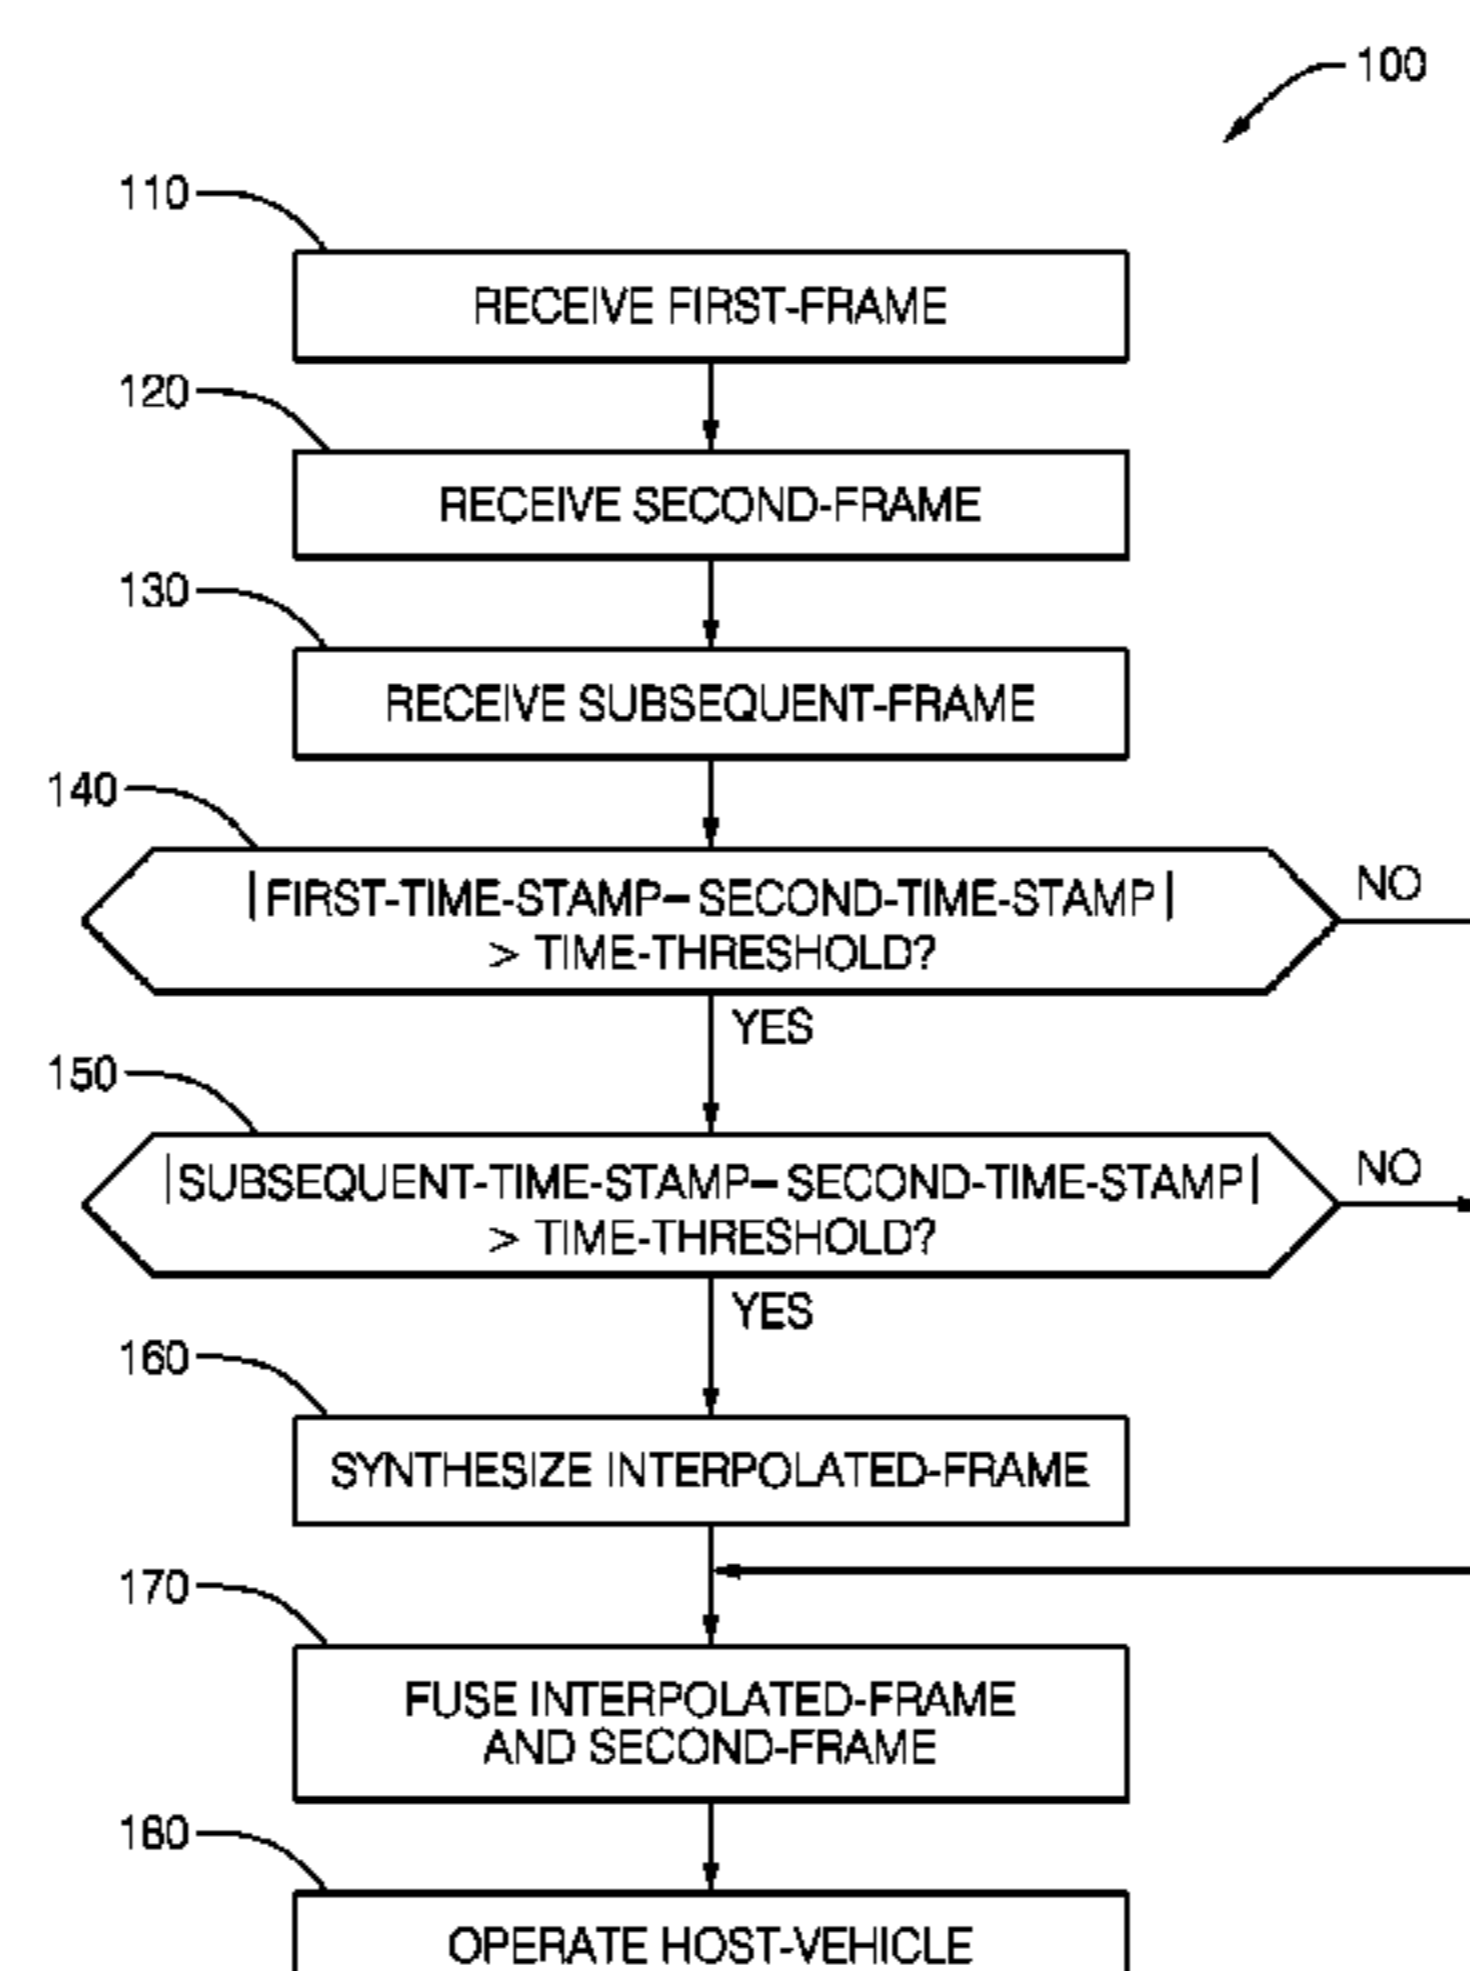 100
110
RECEIVE FIRST-FRAME
120
RECEIVE SECOND-FRAME
130
RECEIVE SUBSEQUENT-FRAME
140
|FIRST-TIME-STAMP–SECOND-TIME-STAMP|
> TIME-THRESHOLD?
NO
YES
150
|SUBSEQUENT-TIME-STAMP–SECOND-TIME-STAMP|
> TIME-THRESHOLD?
NO
YES
160
SYNTHESIZE INTERPOLATED-FRAME
170
FUSE INTERPOLATED-FRAME
AND SECOND-FRAME
180
OPERATE HOST-VEHICLE